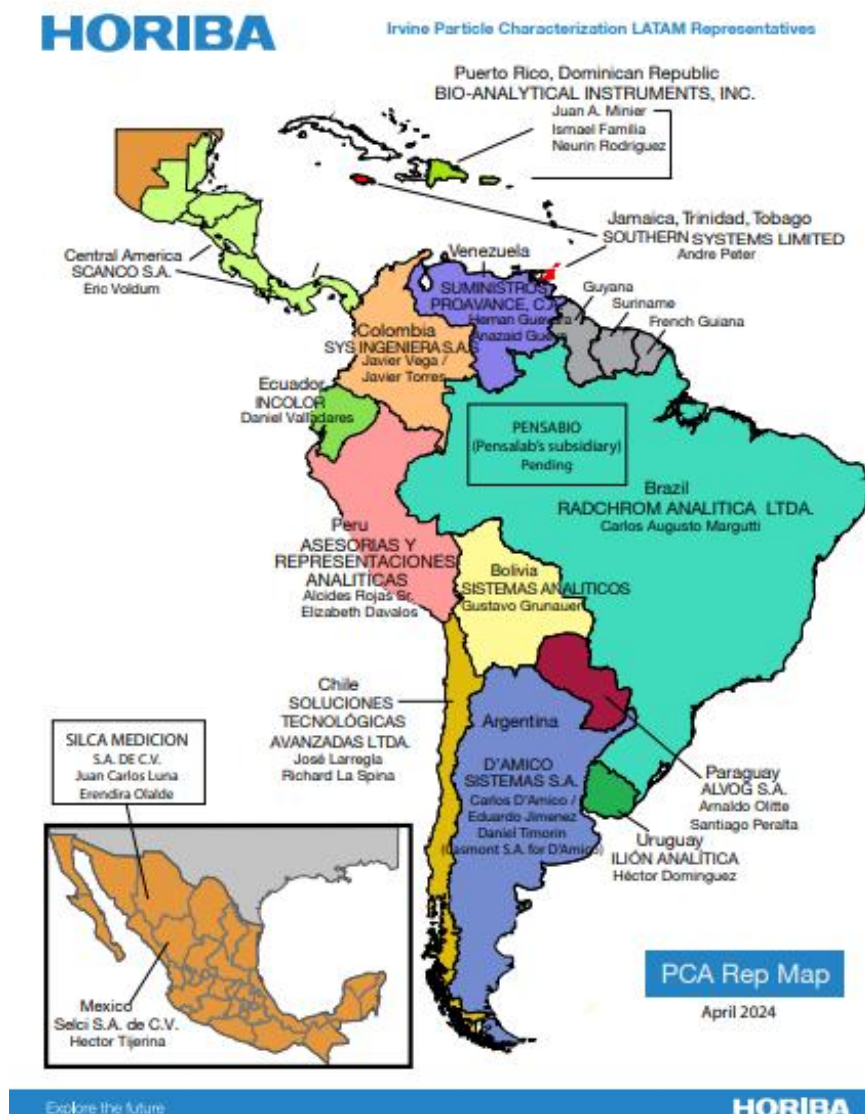 HORIBA
Irvine Particle Characterization LATAM Representatives
Puerto Rico, Dominican Republic
BIO-ANALYTICAL INSTRUMENTS, INC.
Juan A. Minier
Ismael Familia
Neurin Rodriguez
Jamaica, Trinidad, Tobago
SOUTHERN SYSTEMS LIMITED
Andre Peter
Central America
SCANCO S.A.
Eric Voldum
Venezuela
SUMINISTROS
PROAVANCE, C.A.
Hernan Guevara
Anazaid
Guyana
Suriname
French Guiana
Colombia
SYS INGENIERA S.A.S
Javier Vega /
Javier Torres
Ecuador
INCOLOR
Daniel Valladares
PENSABIO
(Pensalab's subsidiary)
Pending
Brazil
RADCHROM ANALITICA LTDA.
Carlos Augusto Margutti
Peru
ASESORIAS Y
REPRESENTACIONES
ANALITÍCAS
Alcides Rojas Sr.
Elizabeth Davalos
Bolivia
SISTEMAS ANALITICOS
Gustavo Grunauer
Chile
SOLUCIONES
TECNOLÓGICAS
AVANZADAS LTDA.
José Larregla
Richard La Spina
Argentina
D'AMICO
SISTEMAS S.A.
Carlos D'Amico /
Eduardo Jimenez
Daniel Timorin
(Casmont S.A. for D'Amico)
Paraguay
ALVOG S.A.
Arnaldo Olitte
Santiago Peralta
Uruguay
ILIÓN ANALÍTICA
Héctor Dominguez
SILCA MEDICION
S.A. DE C.V.
Juan Carlos Luna
Erendira Olalde
Mexico
Selci S.A. de C.V.
Hector Tijerina
PCA Rep Map
April 2024
Explore the future
HORIBA